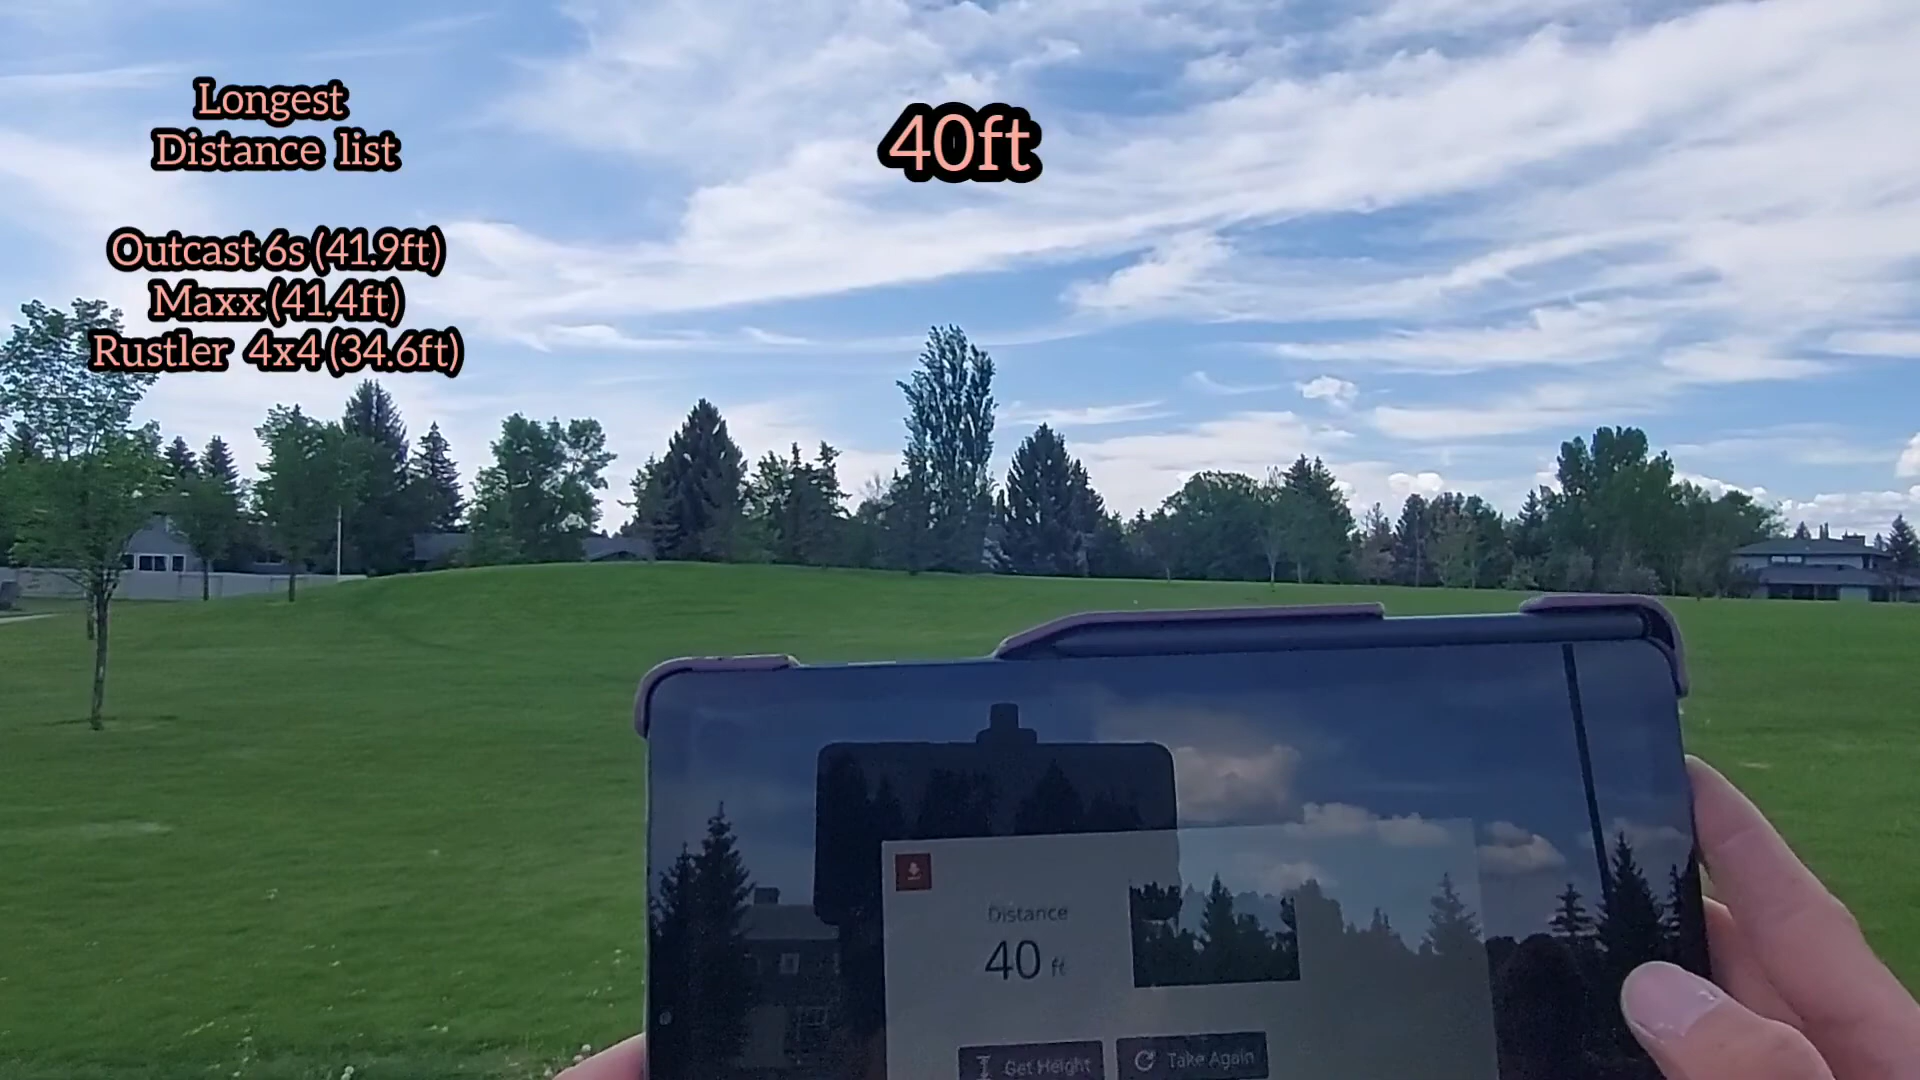 Longest
Distance list
Outcast 6s (41.9ft)
Maxx (41.4ft)
Rustler 4x4 (34.6ft)
40ft
Distance
40 ft
Get Height
Take Again